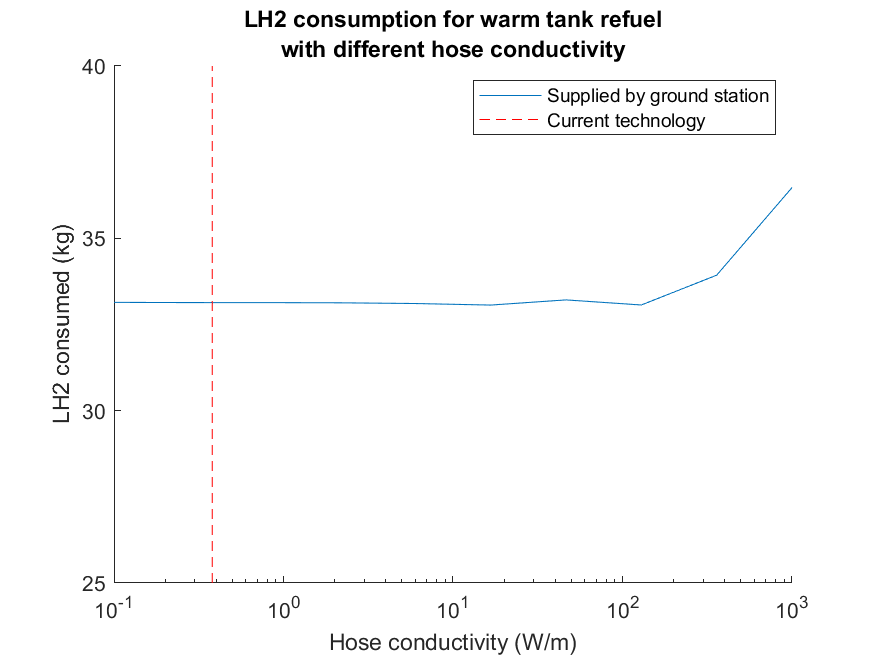 LH2 consumption for warm tank refuel
with different hose conductivity
Supplied by ground station
Current technology
LH2 consumed (kg)
40
35
30
25
10^-1
10^0
10^1
10^2
10^3
Hose conductivity (W/m)